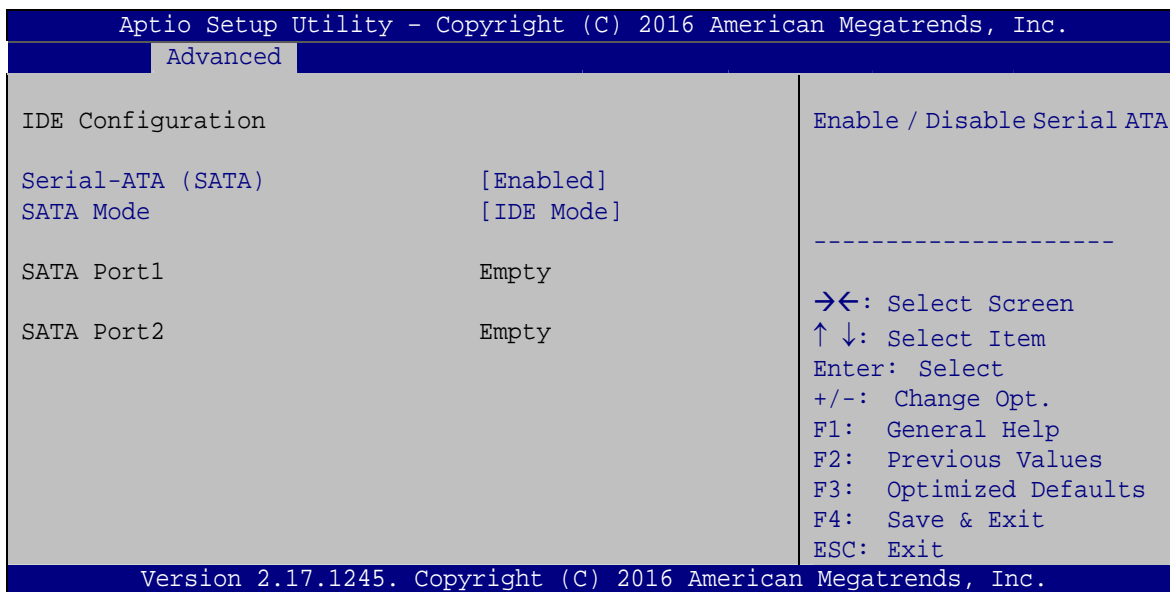 Aptio Setup Utility – Copyright (C) 2016 American Megatrends, Inc.
Advanced
IDE Configuration
Serial-ATA (SATA) [Enabled]
SATA Mode [IDE Mode]
SATA Port1 Empty
SATA Port2 Empty
Enable / Disable Serial ATA
---------------------
→←: Select Screen
↑ ↓: Select Item
Enter: Select
+/-: Change Opt.
F1: General Help
F2: Previous Values
F3: Optimized Defaults
F4: Save & Exit
ESC: Exit
Version 2.17.1245. Copyright (C) 2016 American Megatrends, Inc.